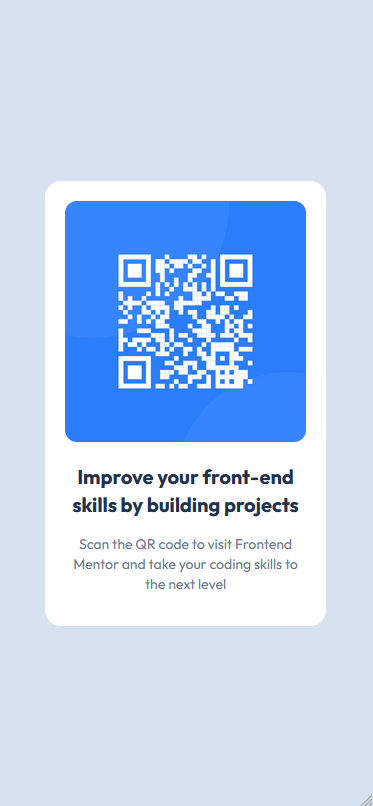 Improve your front-end
skills by building projects
Scan the QR code to visit Frontend
Mentor and take your coding skills to
the next level